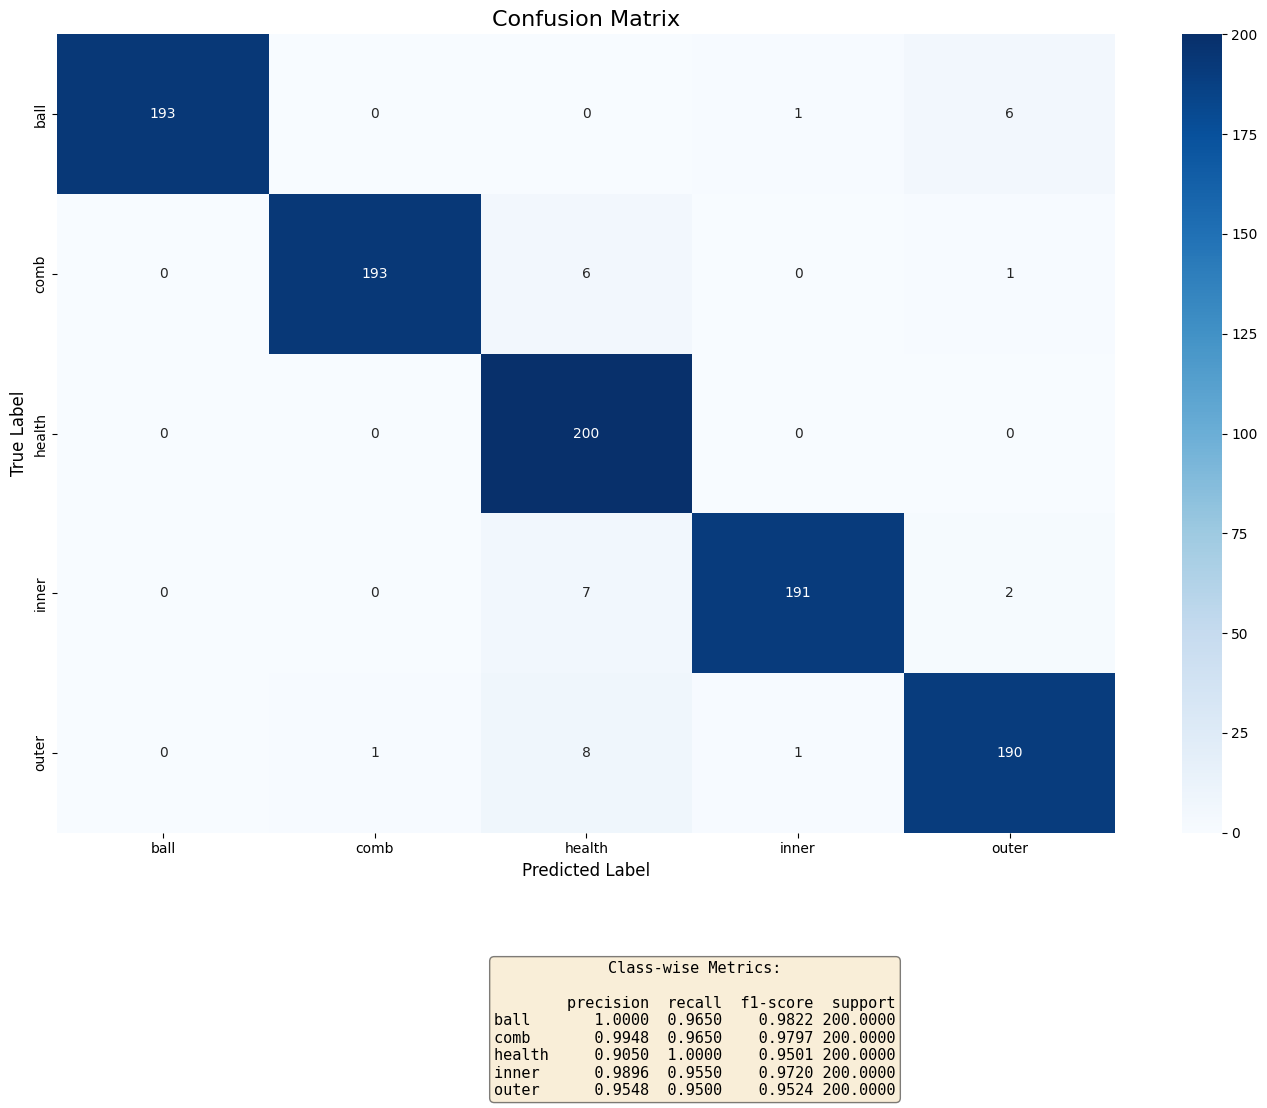 Confusion Matrix
True Label
ball 193 0 0 1 6
comb 0 193 6 0 1
health 0 0 200 0 0
inner 0 0 7 191 2
outer 0 1 8 1 190
ball comb health inner outer
Predicted Label
200
175
150
125
100
75
50
25
0
Class-wise Metrics:
precision recall f1-score support
ball 1.0000 0.9650 0.9822 200.0000
comb 0.9948 0.9650 0.9797 200.0000
health 0.9050 1.0000 0.9501 200.0000
inner 0.9896 0.9550 0.9720 200.0000
outer 0.9548 0.9500 0.9524 200.0000